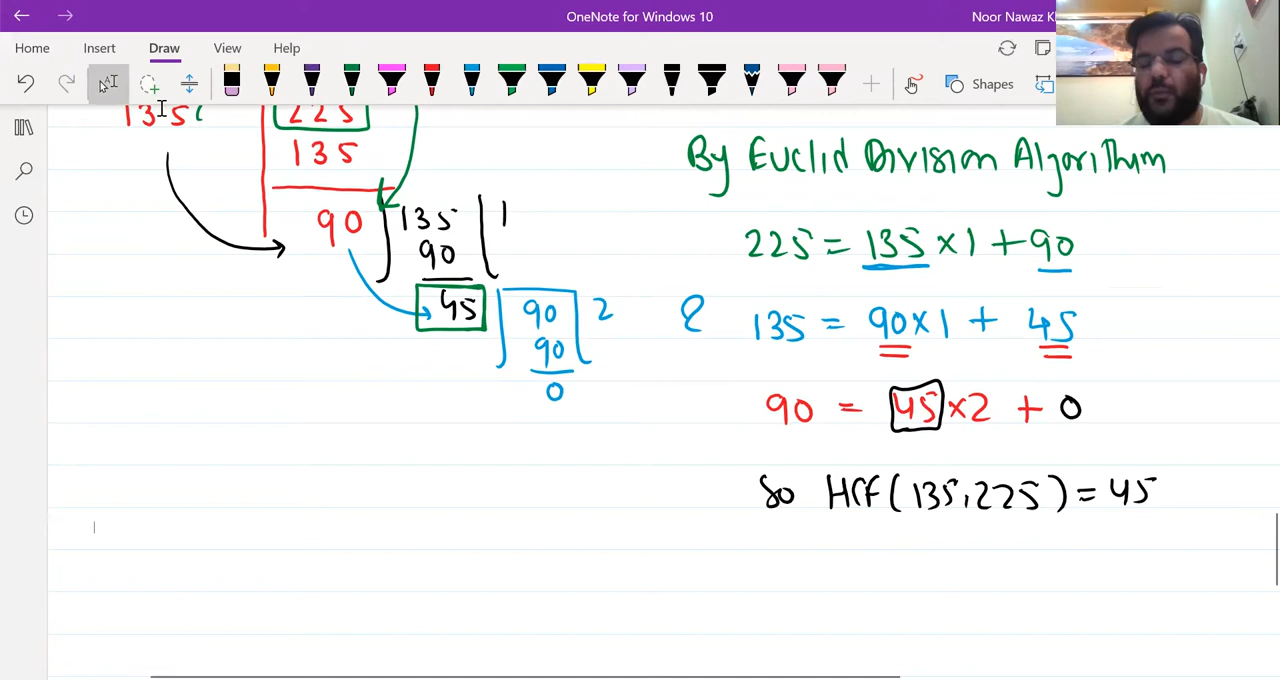 OneNote for Windows 10
Noor Nawaz K
Home Insert Draw View Help
Shapes
135 225
135
90 135 1
90
45 90 2
90
0
By Euclid Division Algorithm
225 = 135 × 1 + 90
135 = 90 × 1 + 45
90 = 45 × 2 + 0
So HCF (135, 225) = 45